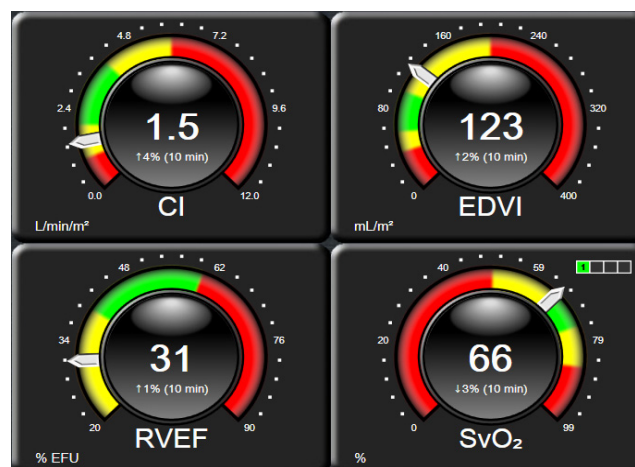 4.8 7.2
2.4 9.6
1.5
↑4% (10 min)
0.0 12.0
CI
L/min/m²
160 240
80 320
123
↑2% (10 min)
0 400
EDVI
mL/m²
48 62
34 76
31
↑1% (10 min)
20 90
RVEF
% EFU
40 59
1
20 79
66
↓3% (10 min)
0 99
SvO₂
%